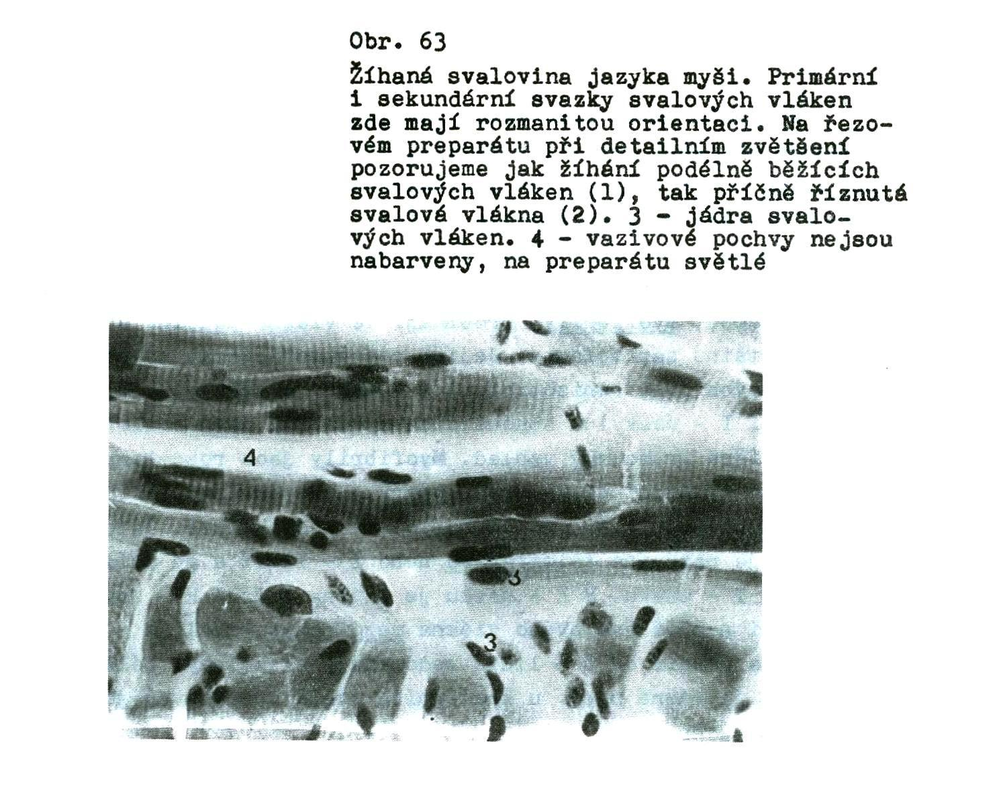 Obr. 63
Žíhaná svalovina jazyka myši. Primární
i sekundární svazky svalových vláken
zde mají rozmanitou orientaci. Na řezo-
vém preparátu při detailním zvětšení
pozorujeme jak žíhání podélně běžících
svalových vláken (1), tak příčně říznutá
svalová vlákna (2). 3 - jádra svalo-
vých vláken. 4 - vazivové pochvy nejsou
nabarveny, na preparátu světlé
4
3
3